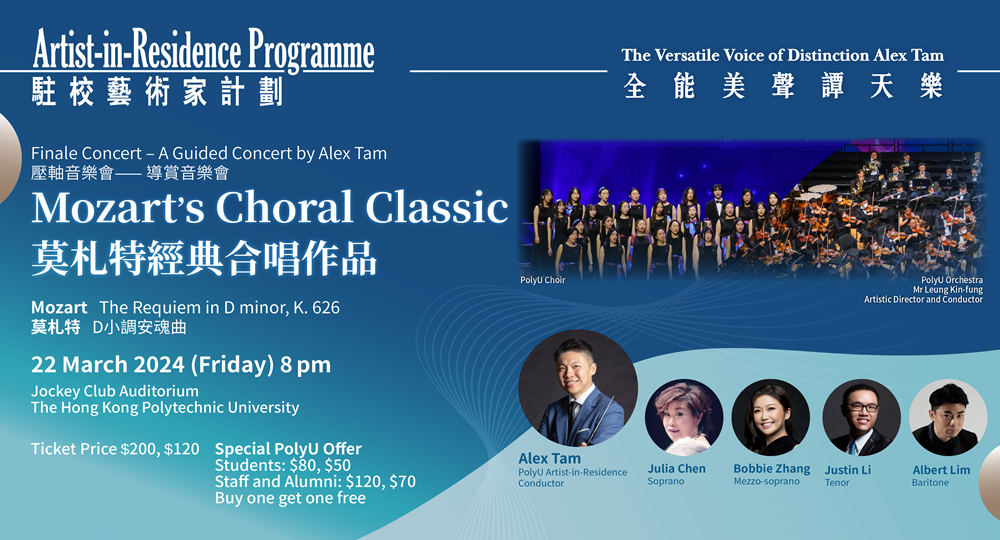 Artist-in-Residence Programme
駐校藝術家計劃
The Versatile Voice of Distinction Alex Tam
全能美聲譚天樂
Finale Concert – A Guided Concert by Alex Tam
壓軸音樂會—— 導賞音樂會
Mozart's Choral Classic
莫札特經典合唱作品
Mozart The Requiem in D minor, K. 626
莫札特 D小調安魂曲
22 March 2024 (Friday) 8 pm
Jockey Club Auditorium
The Hong Kong Polytechnic University
Ticket Price $200, $120
Special PolyU Offer
Students: $80, $50
Staff and Alumni: $120, $70
Buy one get one free
PolyU Choir
PolyU Orchestra
Mr Leung Kin-fung
Artistic Director and Conductor
Alex Tam
PolyU Artist-in-Residence
Conductor
Julia Chen
Soprano
Bobbie Zhang
Mezzo-soprano
Justin Li
Tenor
Albert Lim
Baritone